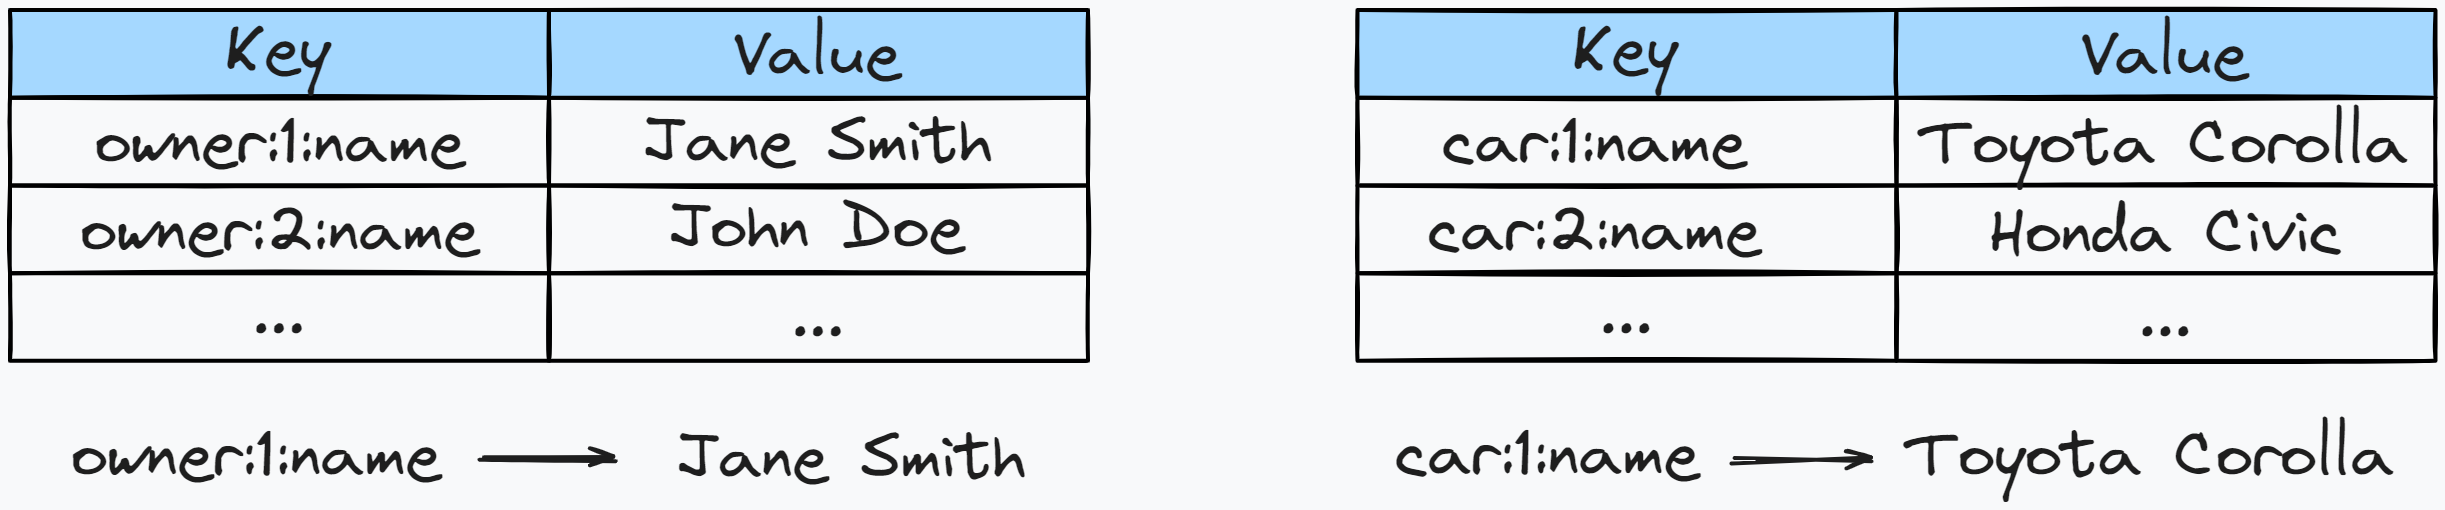 Key Value
owner:1:name Jane Smith
owner:2:name John Doe
... ...
owner:1:name Jane Smith
Key Value
car:1:name Toyota Corolla
car:2:name Honda Civic
... ...
car:1:name Toyota Corolla